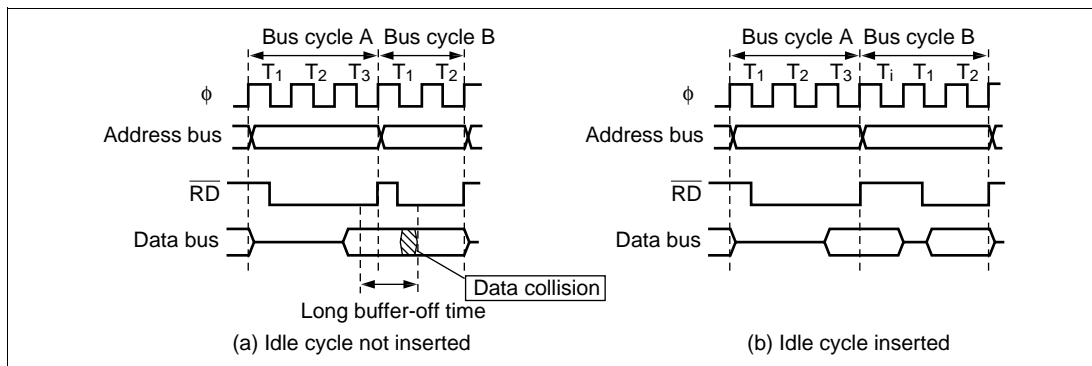 Bus cycle A Bus cycle B
T1 T2 T3 T1 T2
ϕ
Address bus
RD
Data bus
Data collision
Long buffer-off time
(a) Idle cycle not inserted
Bus cycle A Bus cycle B
T1 T2 T3 Ti T1 T2
ϕ
Address bus
RD
Data bus
(b) Idle cycle inserted